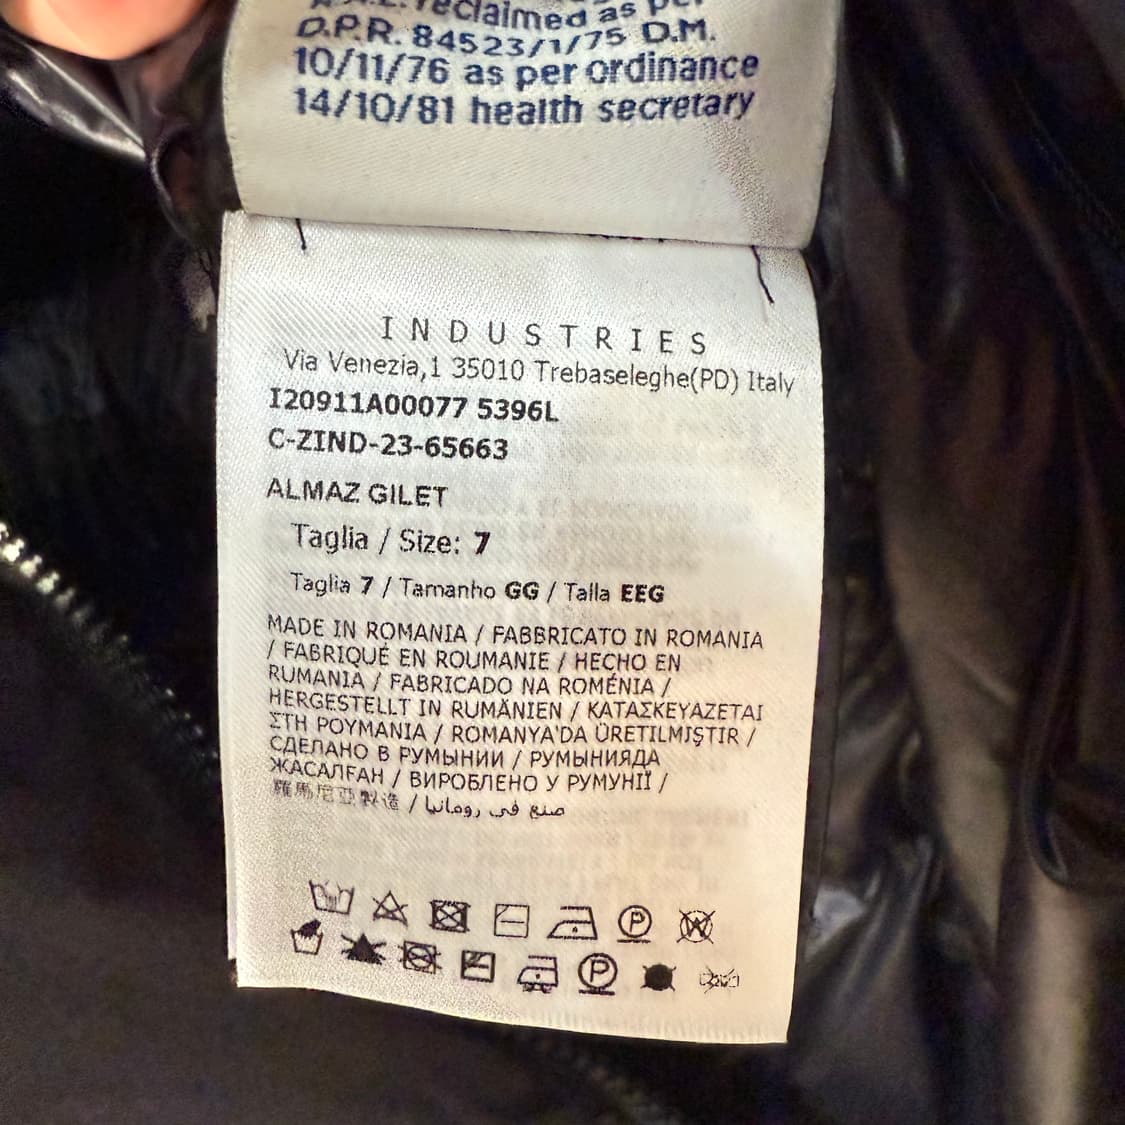 reclaimed as per
D.P.R. 84523/1/75 D.M.
10/11/76 as per ordinance
14/10/81 health secretary
INDUSTRIES
Via Venezia,1 35010 Trebaseleghe(PD) Italy
I20911A00077 5396L
C-ZIND-23-65663
ALMAZ GILET
Taglia / Size: 7
Taglia 7 / Tamanho GG / Talla EEG
MADE IN ROMANIA / FABBRICATO IN ROMANIA
/ FABRIQUÉ EN ROUMANIE / HECHO EN
RUMANIA / FABRICADO NA ROMÉNIA /
HERGESTELLT IN RUMÄNIEN / ΚΑΤΑΣΚΕΥΑΖΕΤΑΙ
ΣΤΗ ΡΟΥΜΑΝΙΑ / ROMANYA'DA ÜRETILMIŞTIR /
СДЕЛАНО В РУМЫНИИ / РУМЫНИЯДА
ЖАСАЛҒАН / ВИРОБЛЕНО У РУМУНІЇ /
羅馬尼亞製造 / صنع في رومانيا
P W
P